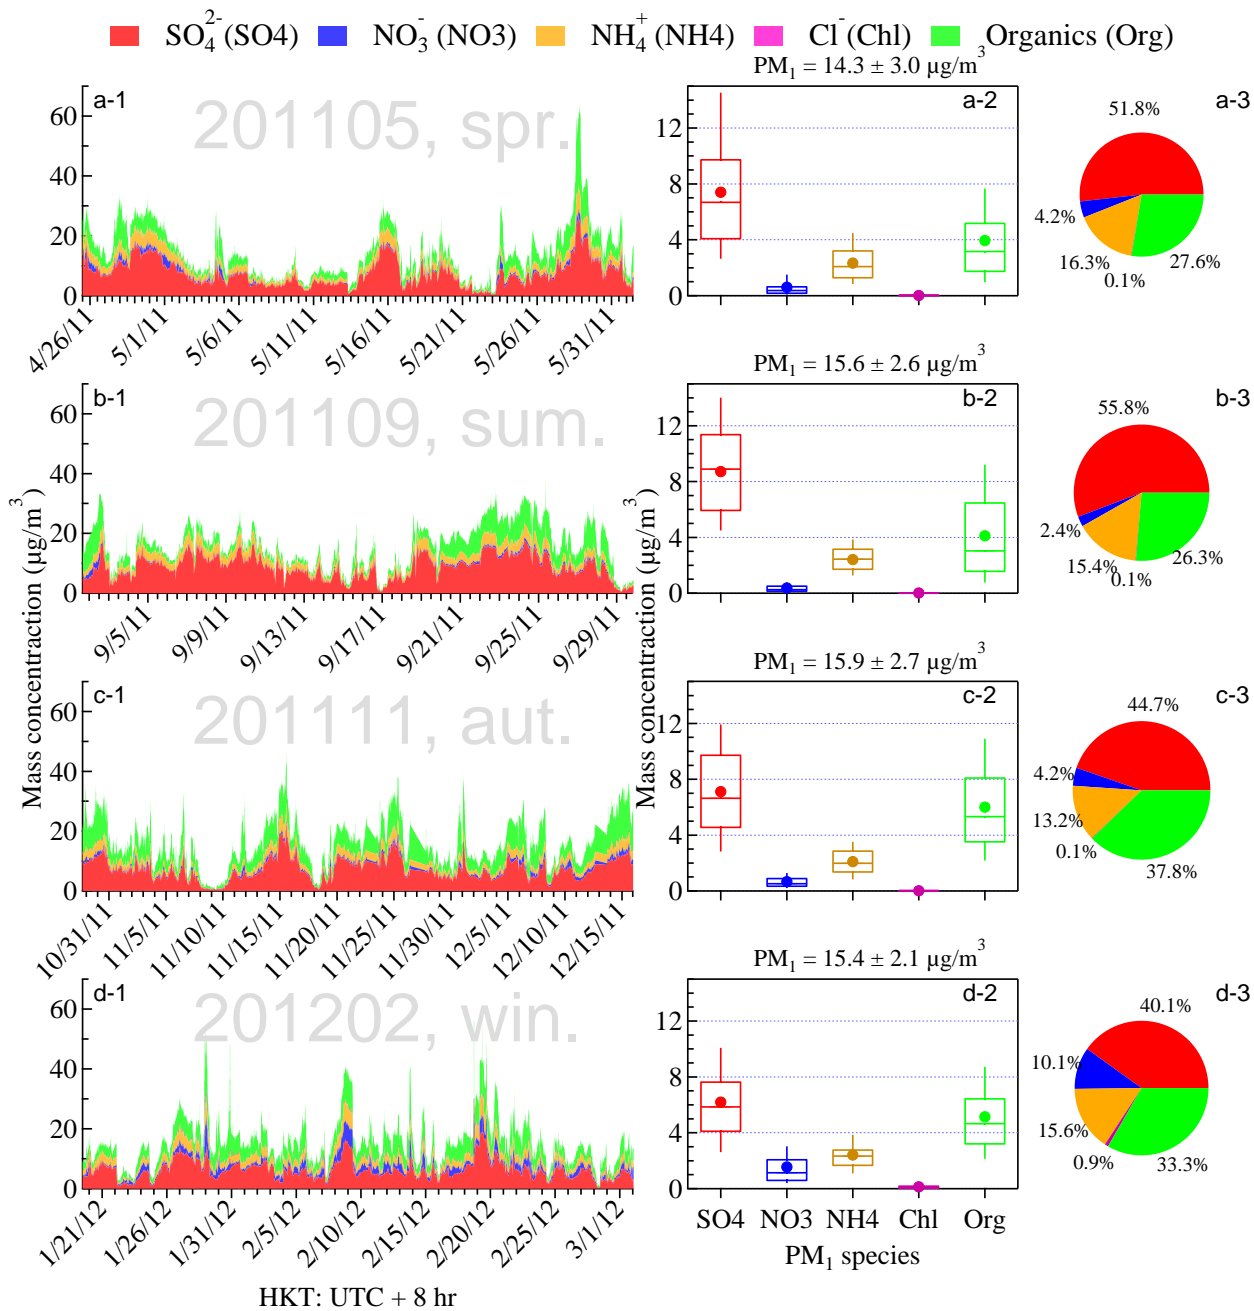 SO₄²⁻ (SO4) NO₃⁻ (NO3) NH₄⁺ (NH4) Cl⁻ (Chl) Organics (Org)
Mass concentration (µg/m³)
Mass concentration (µg/m³)
a-1
201105, spr.
60
40
20
0
4/26/11 5/1/11 5/6/11 5/11/11 5/16/11 5/21/11 5/26/11 5/31/11
PM₁ = 14.3 ± 3.0 µg/m³
a-2
12
8
4
0
a-3
51.8%
4.2%
16.3%
0.1%
27.6%
b-1
201109, sum.
60
40
20
0
9/5/11 9/9/11 9/13/11 9/17/11 9/21/11 9/25/11 9/29/11
PM₁ = 15.6 ± 2.6 µg/m³
b-2
12
8
4
0
b-3
55.8%
2.4%
15.4%
0.1%
26.3%
c-1
201111, aut.
60
40
20
0
10/31/11 11/5/11 11/10/11 11/15/11 11/20/11 11/25/11 11/30/11 12/5/11 12/10/11 12/15/11
PM₁ = 15.9 ± 2.7 µg/m³
c-2
12
8
4
0
c-3
44.7%
4.2%
13.2%
0.1%
37.8%
d-1
201202, win.
60
40
20
0
1/21/12 1/26/12 1/31/12 2/5/12 2/10/12 2/15/12 2/20/12 2/25/12 3/1/12
HKT: UTC + 8 hr
PM₁ = 15.4 ± 2.1 µg/m³
d-2
12
8
4
0
SO4 NO3 NH4 Chl Org
PM₁ species
d-3
40.1%
10.1%
15.6%
0.9%
33.3%